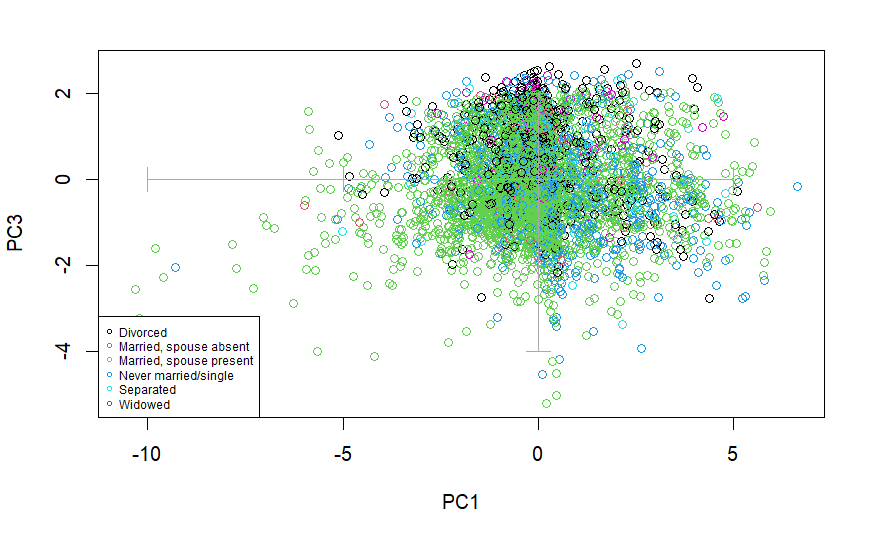 PC3
2
0
-2
-4
Divorced
Married, spouse absent
Married, spouse present
Never married/single
Separated
Widowed
-10
-5
0
5
PC1